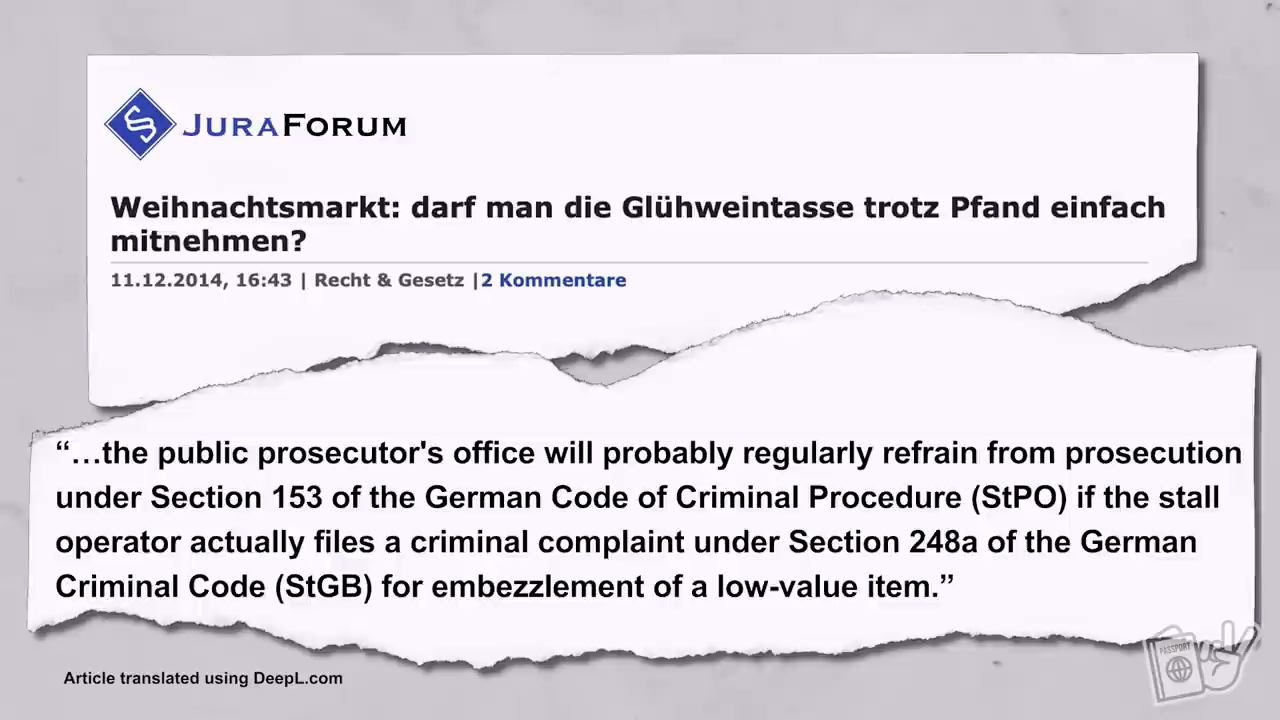 JURAFORUM
Weihnachtsmarkt: darf man die Glühweintasse trotz Pfand einfach
mitnehmen?
11.12.2014, 16:43 | Recht & Gesetz |2 Kommentare
“…the public prosecutor's office will probably regularly refrain from prosecution
under Section 153 of the German Code of Criminal Procedure (StPO) if the stall
operator actually files a criminal complaint under Section 248a of the German
Criminal Code (StGB) for embezzlement of a low-value item.”
PASSPORT
Article translated using DeepL.com